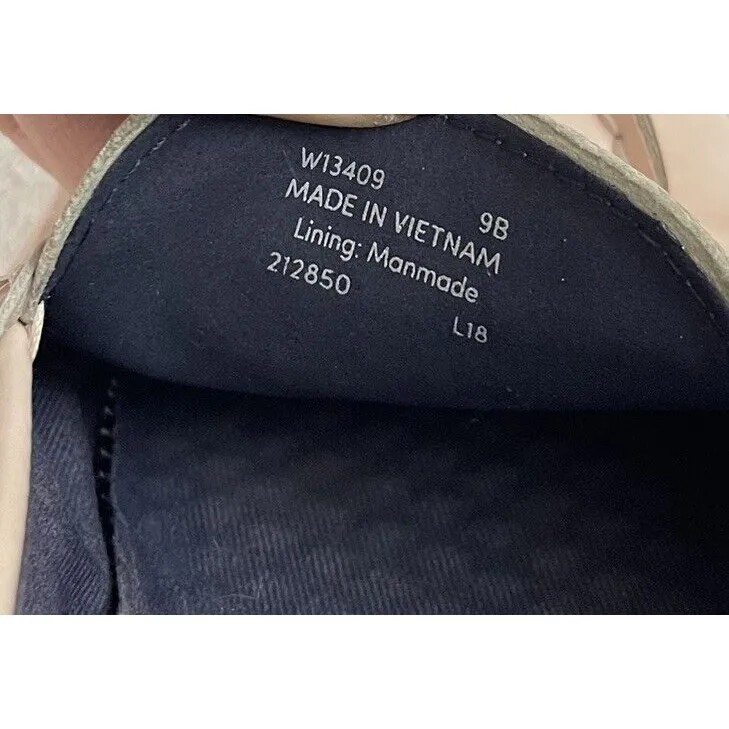 W13409 9B
MADE IN VIETNAM
Lining: Manmade
212850 L18